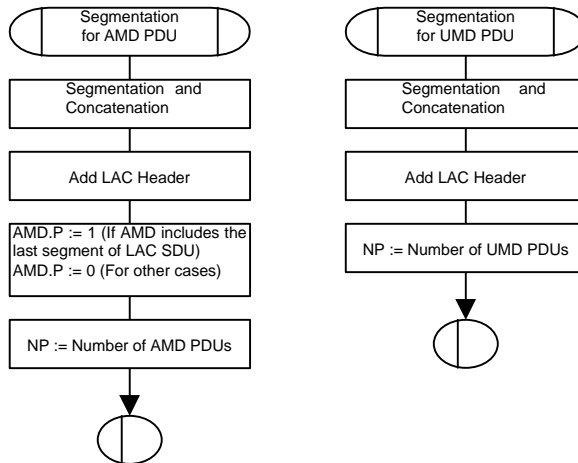 Segmentation
for AMD PDU
Segmentation and
Concatenation
Add LAC Header
AMD.P := 1 (If AMD includes the
last segment of LAC SDU)
AMD.P := 0 (For other cases)
NP := Number of AMD PDUs
Segmentation
for UMD PDU
Segmentation and
Concatenation
Add LAC Header
NP := Number of UMD PDUs